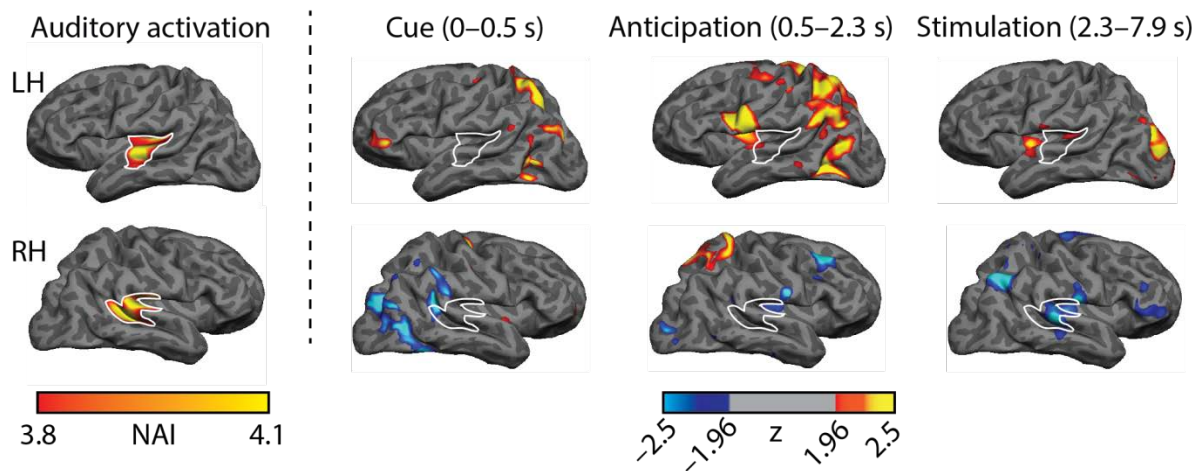 Auditory activation
Cue (0–0.5 s)
Anticipation (0.5–2.3 s)
Stimulation (2.3–7.9 s)
LH
RH
3.8 NAI 4.1
−2.5 −1.96 z 1.96 2.5